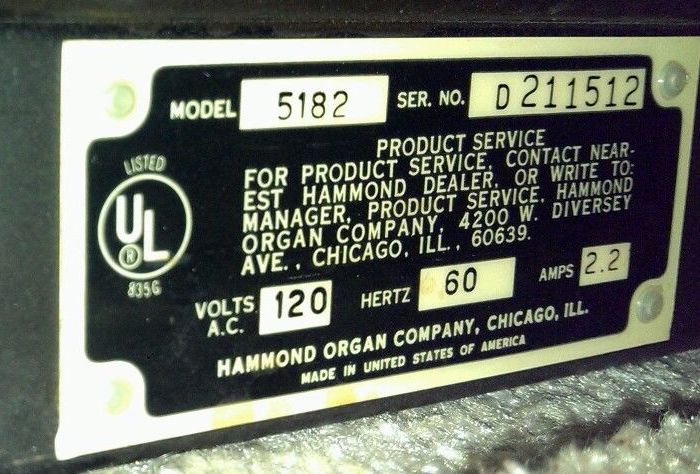 MODEL 5182 SER. NO. D 211512
PRODUCT SERVICE
FOR PRODUCT SERVICE, CONTACT NEAR-
EST HAMMOND DEALER, OR WRITE TO:
MANAGER, PRODUCT SERVICE, HAMMOND
ORGAN COMPANY, 4200 W. DIVERSEY
AVE., CHICAGO, ILL., 60639.
LISTED
UL
®
835G
VOLTS A.C. 120 HERTZ 60 AMPS 2.2
HAMMOND ORGAN COMPANY, CHICAGO, ILL.
MADE IN UNITED STATES OF AMERICA